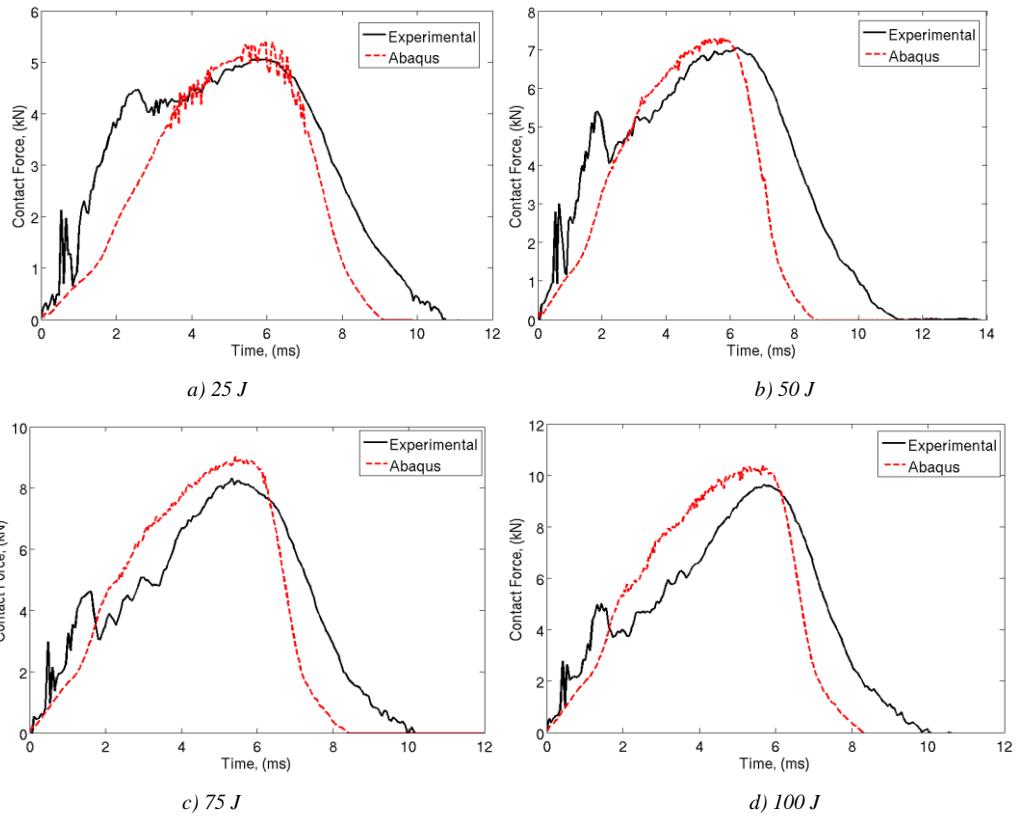 6
5
4
3
2
1
0
Contact Force, (kN)
Experimental
Abaqus
0 2 4 6 8 10 12
Time, (ms)
a) 25 J
8
7
6
5
4
3
2
1
0
Contact Force, (kN)
Experimental
Abaqus
0 2 4 6 8 10 12 14
Time, (ms)
b) 50 J
10
8
6
4
2
0
Contact Force, (kN)
Experimental
Abaqus
0 2 4 6 8 10 12
Time, (ms)
c) 75 J
12
10
8
6
4
2
0
Contact Force, (kN)
Experimental
Abaqus
0 2 4 6 8 10 12
Time, (ms)
d) 100 J